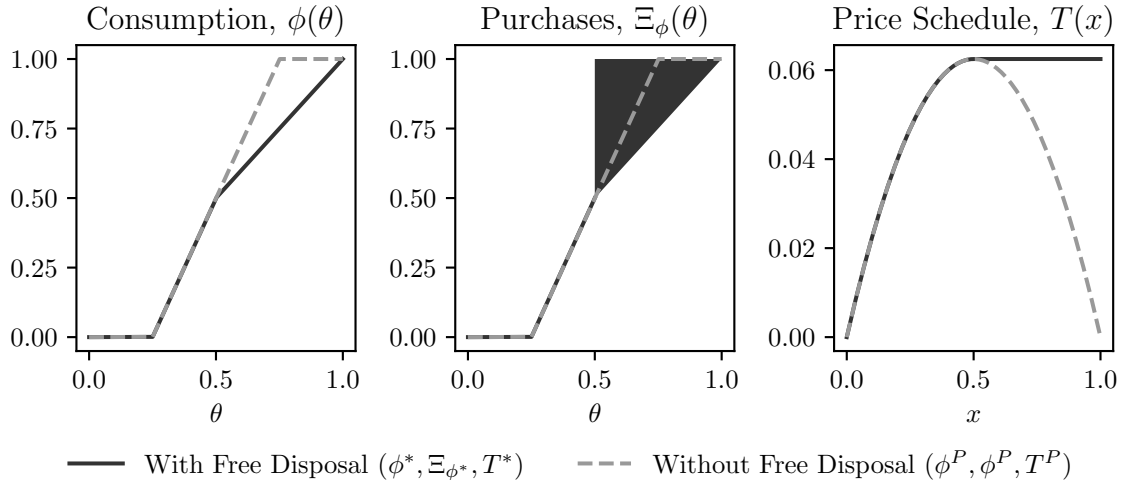 Consumption, ϕ(θ)
1.00
0.75
0.50
0.25
0.00
0.0 0.5 1.0
θ
Purchases, Ξ_ϕ(θ)
1.00
0.75
0.50
0.25
0.00
0.0 0.5 1.0
θ
Price Schedule, T(x)
0.06
0.04
0.02
0.00
0.0 0.5 1.0
x
With Free Disposal (ϕ*, Ξ_ϕ*, T*)
Without Free Disposal (ϕ^P, ϕ^P, T^P)